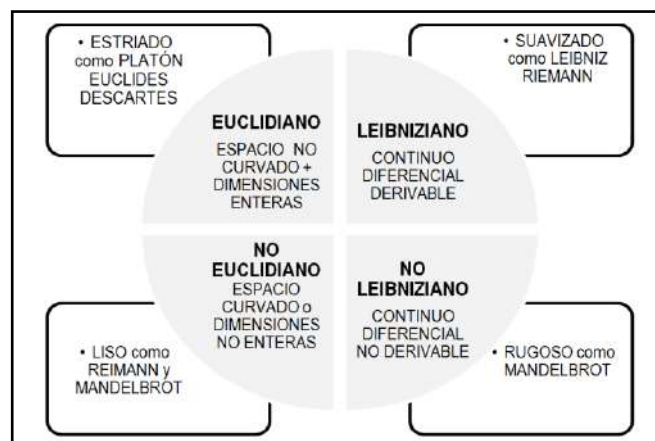 • ESTRIADO
como PLATÓN
EUCLIDES
DESCARTES
• SUAVIZADO
como LEIBNIZ
RIEMANN
EUCLIDIANO
ESPACIO NO
CURVADO +
DIMENSIONES
ENTERAS
LEIBNIZIANO
CONTINUO
DIFERENCIAL
DERIVABLE
NO
EUCLIDIANO
ESPACIO
CURVADO o
DIMENSIONES
NO ENTERAS
NO
LEIBNIZIANO
CONTINUO
DIFERENCIAL
NO DERIVABLE
• LISO como
REIMANN y
MANDELBROT
• RUGOSO como
MANDELBROT